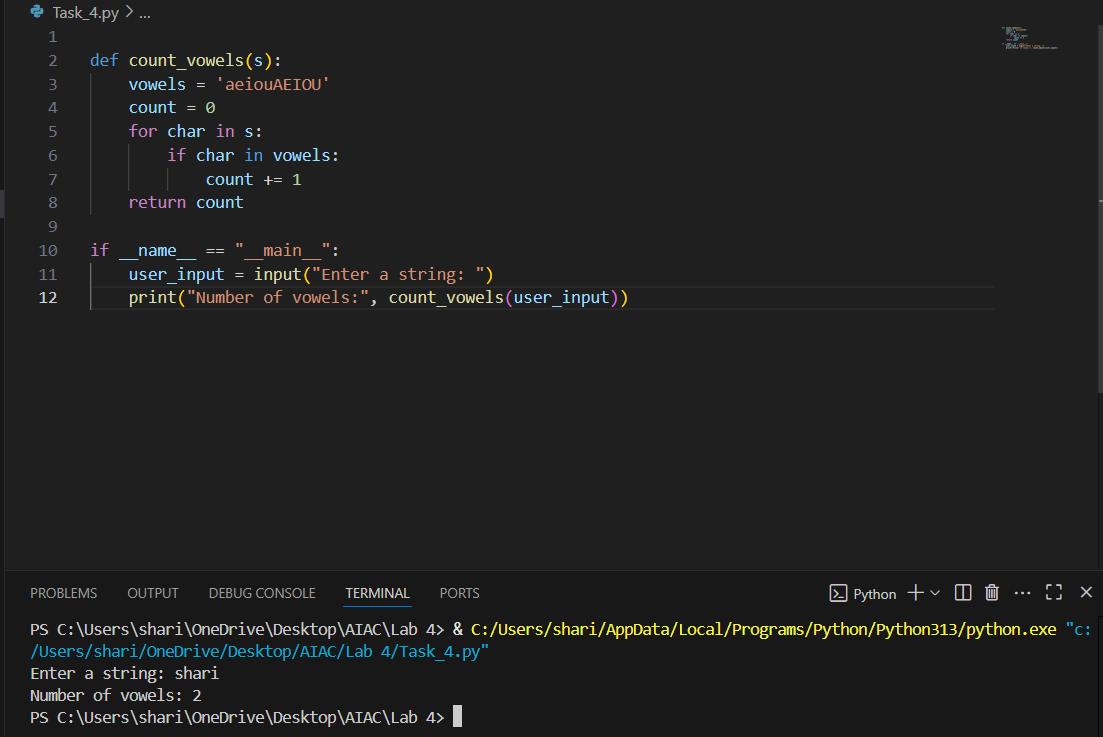 Task_4.py > ...
1
2 def count_vowels(s):
3     vowels = 'aeiouAEIOU'
4     count = 0
5     for char in s:
6         if char in vowels:
7             count += 1
8     return count
9
10 if __name__ == "__main__":
11     user_input = input("Enter a string: ")
12     print("Number of vowels:", count_vowels(user_input))
PROBLEMS OUTPUT DEBUG CONSOLE TERMINAL PORTS Python
PS C:\Users\shari\OneDrive\Desktop\AIAC\Lab 4> & C:/Users/shari/AppData/Local/Programs/Python/Python313/python.exe "c:
/Users/shari/OneDrive/Desktop/AIAC/Lab 4/Task_4.py"
Enter a string: shari
Number of vowels: 2
PS C:\Users\shari\OneDrive\Desktop\AIAC\Lab 4>